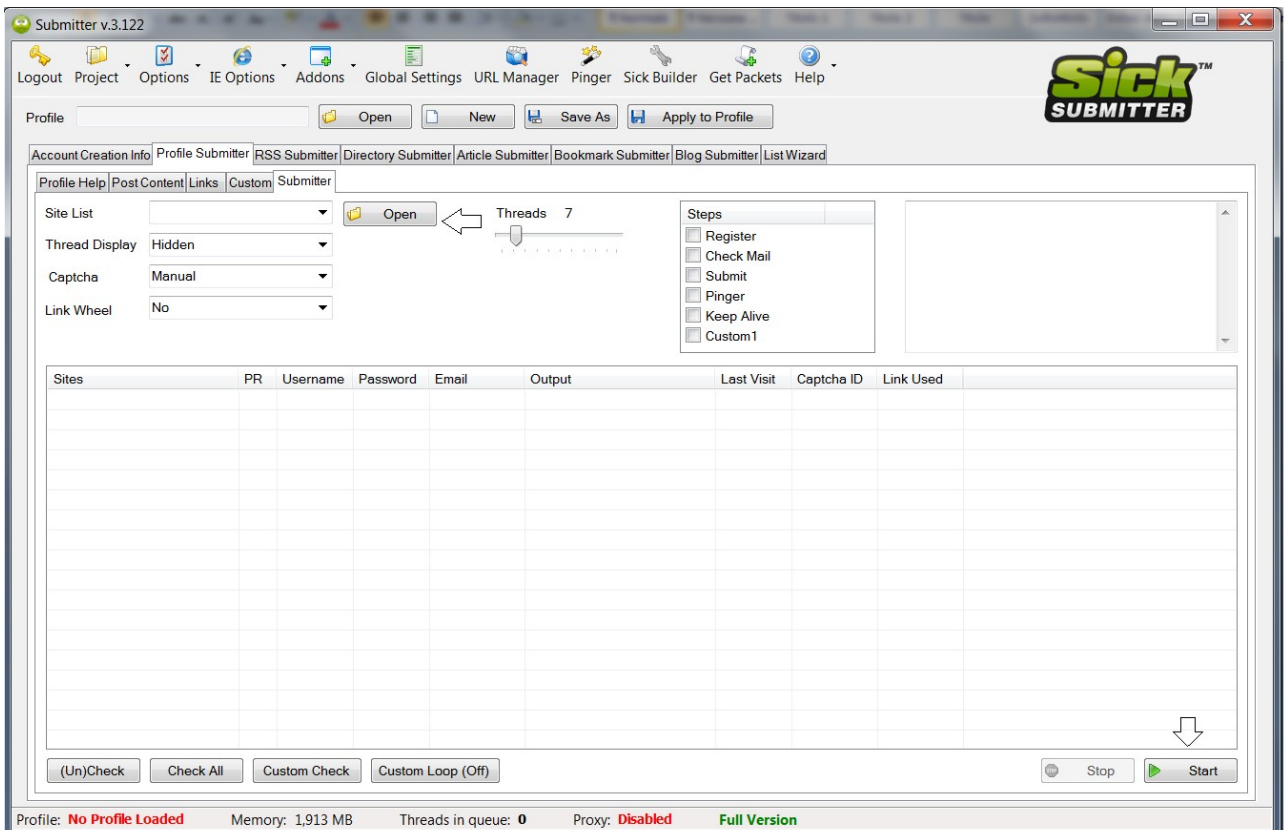 Submitter v.3.122
Logout Project Options IE Options Addons Global Settings URL Manager Pinger Sick Builder Get Packets Help
Sick TM
SUBMITTER
Profile Open New Save As Apply to Profile
Account Creation Info Profile Submitter RSS Submitter Directory Submitter Article Submitter Bookmark Submitter Blog Submitter List Wizard
Profile Help Post Content Links Custom Submitter
Site List Open Threads 7 Steps
Register
Thread Display Hidden
Check Mail
Captcha Manual
Submit
Pinger
Link Wheel No
Keep Alive
Custom1
Sites PR Username Password Email Output Last Visit Captcha ID Link Used
(Un)Check Check All Custom Check Custom Loop (Off) Stop Start
Profile: No Profile Loaded Memory: 1,913 MB Threads in queue: 0 Proxy: Disabled Full Version